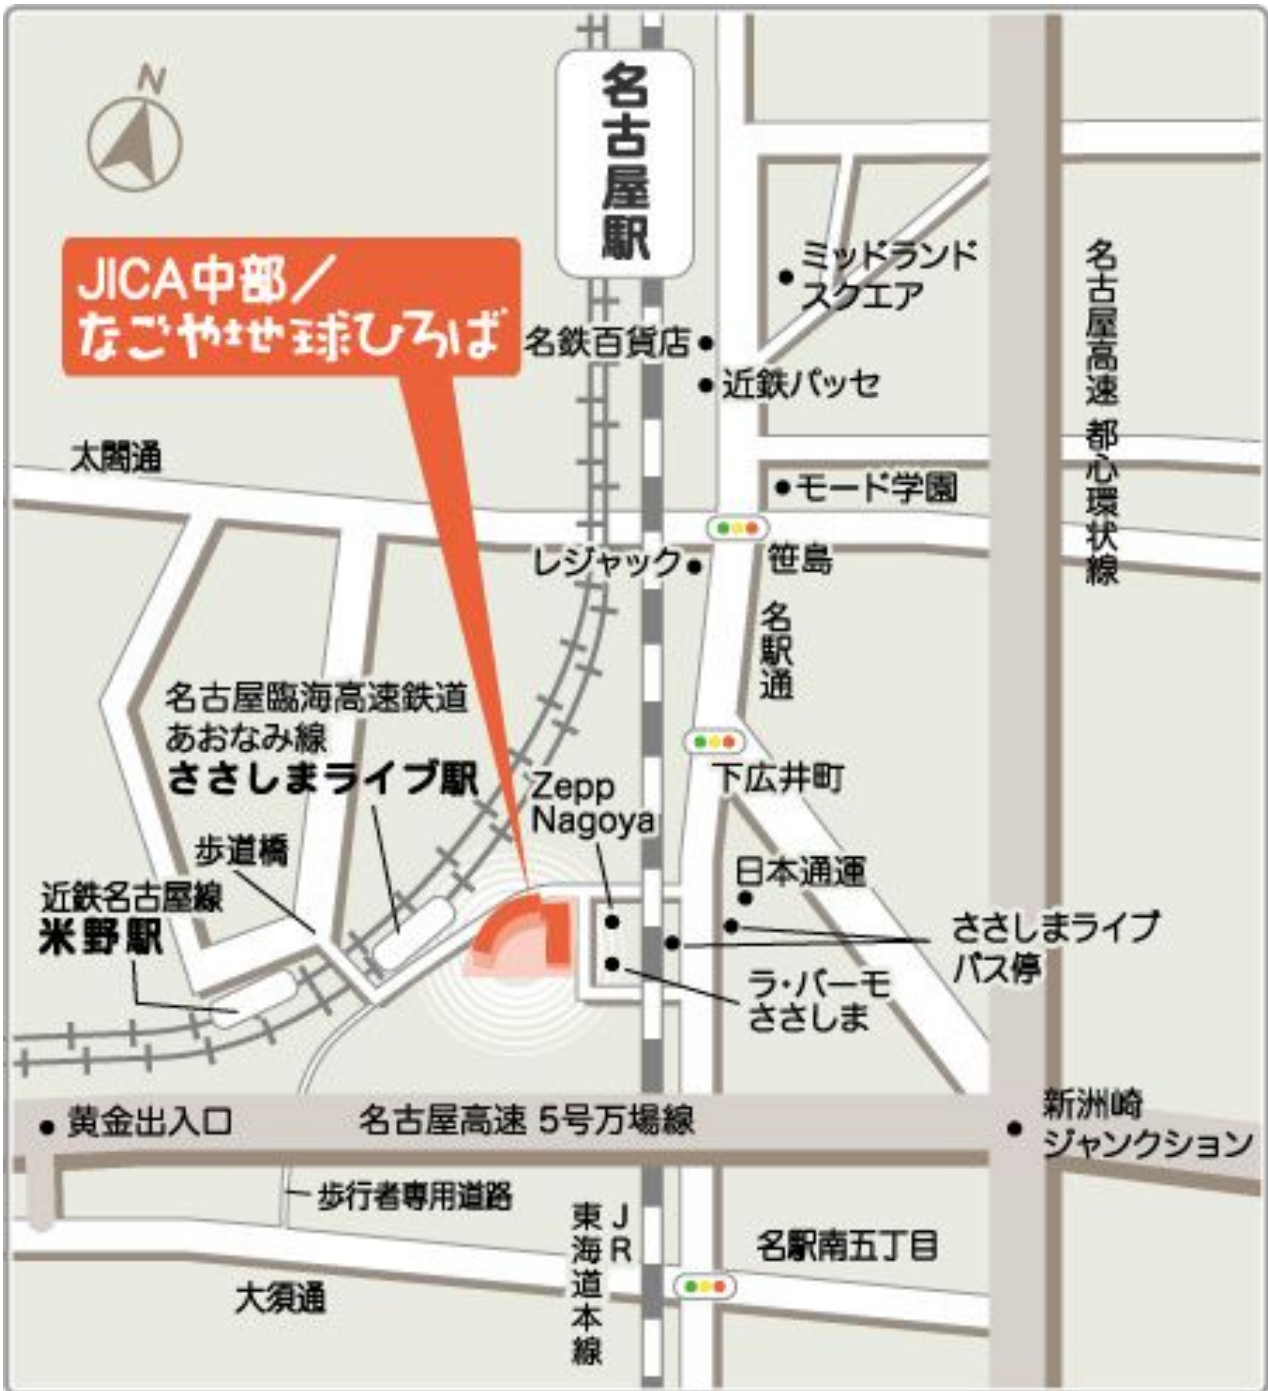 N
名古屋駅
JICA中部／
なごや地球ひろば
ミッドランド
スクエア
名鉄百貨店
近鉄パッセ
名古屋高速 都心環状線
太閤通
モード学園
レジャック
笹島
名駅通
名古屋臨海高速鉄道
あおなみ線
ささしまライブ駅
Zepp
Nagoya
下広井町
歩道橋
近鉄名古屋線
米野駅
日本通運
ささしまライブ
バス停
ラ・バーモ
ささしま
黄金出入口
名古屋高速 5号万場線
新洲崎
ジャンクション
歩行者専用道路
JR
東海道本線
名駅南五丁目
大須通